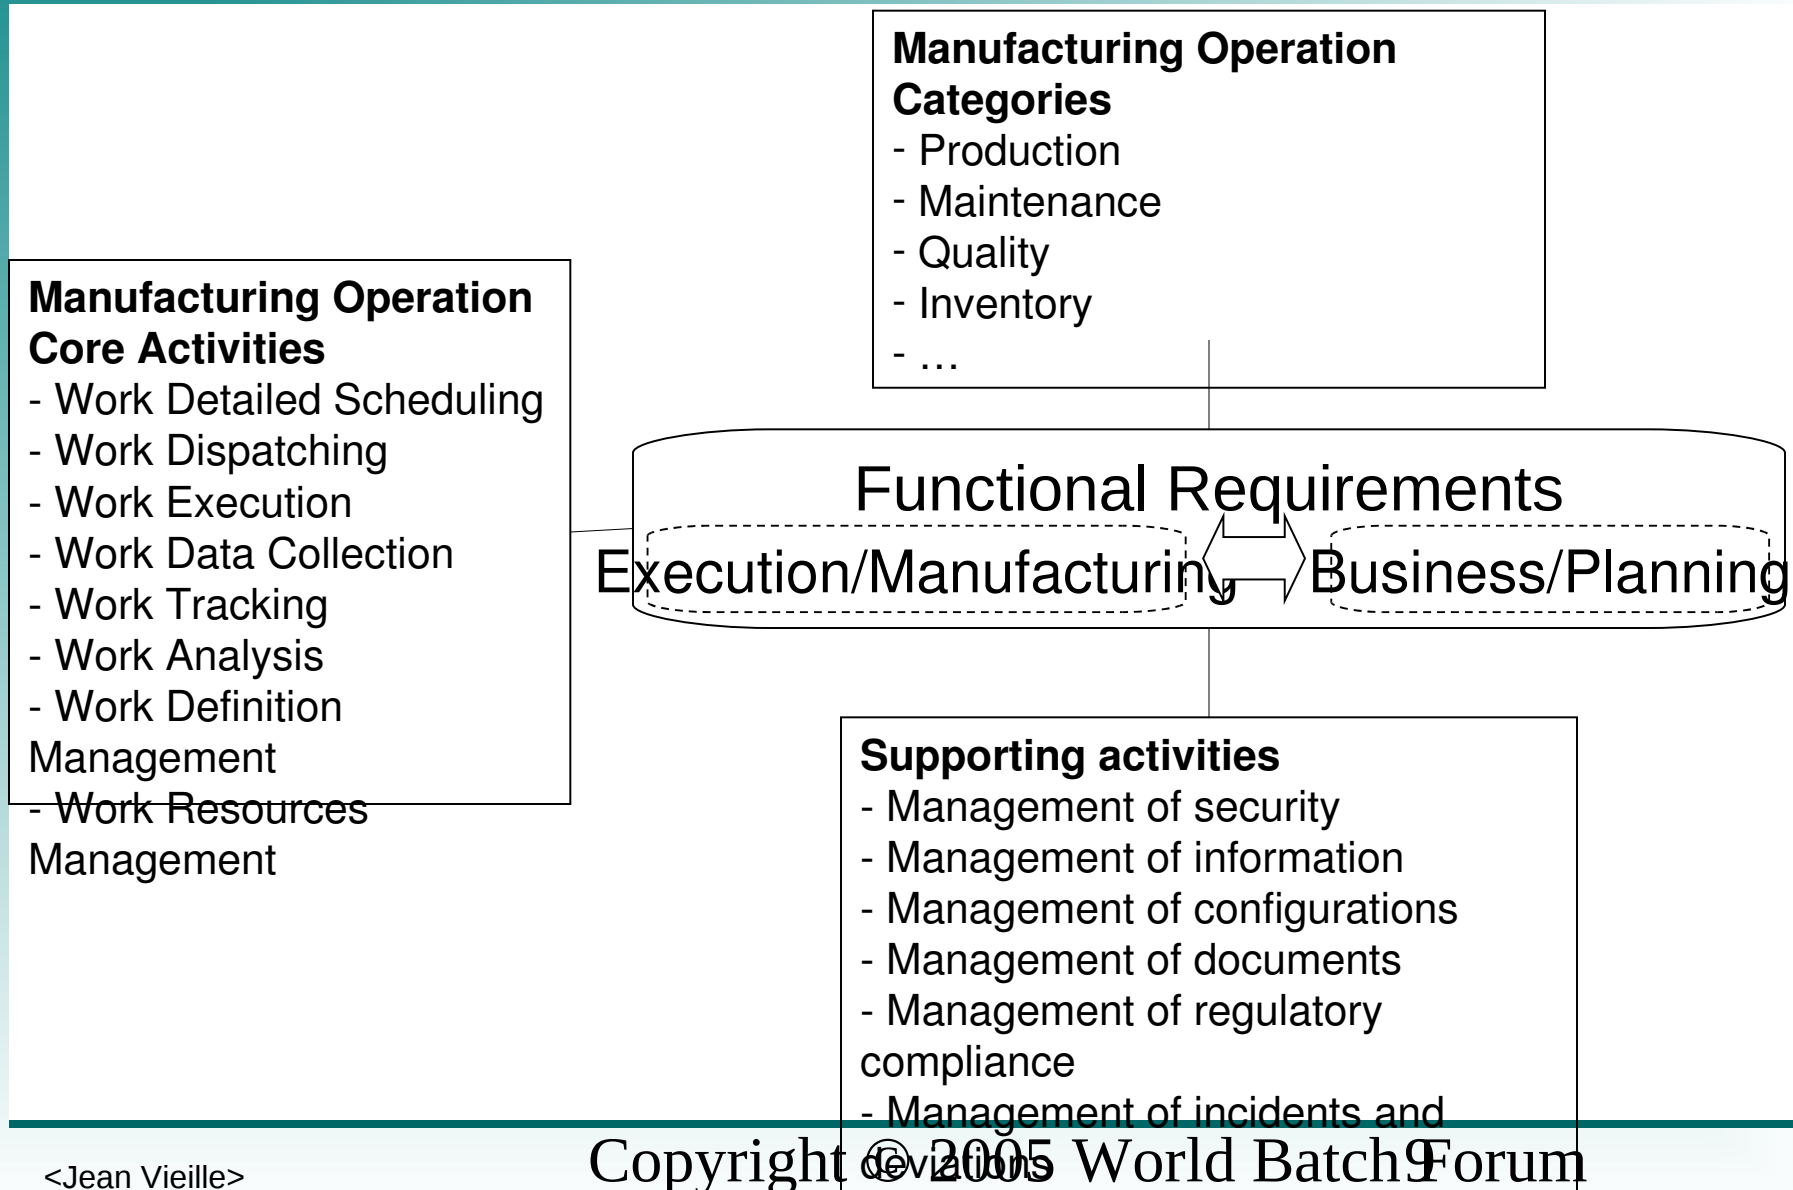 Manufacturing Operation
Categories
- Production
- Maintenance
- Quality
- Inventory
- …
Manufacturing Operation
Core Activities
- Work Detailed Scheduling
- Work Dispatching
- Work Execution
- Work Data Collection
- Work Tracking
- Work Analysis
- Work Definition
Management
- Work Resources
Management
Functional Requirements
Execution/Manufacturing
Business/Planning
Supporting activities
- Management of security
- Management of information
- Management of configurations
- Management of documents
- Management of regulatory
compliance
- Management of incidents and
deviations
<Jean Vieille>
Copyright © 2005 World Batch Forum
9